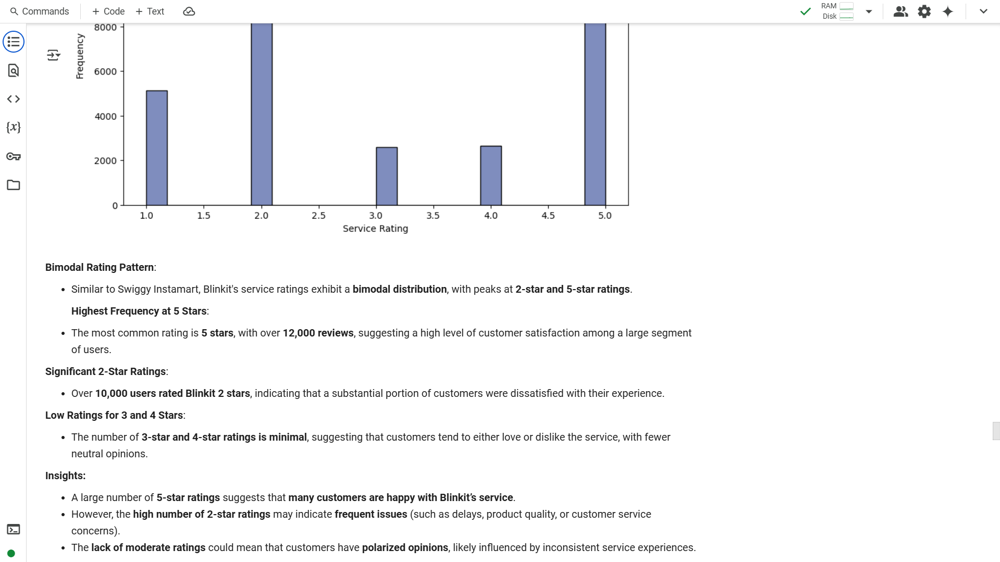 Commands
+ Code
+ Text
RAM
Disk
8000
6000
4000
2000
0
Frequency
1.0 1.5 2.0 2.5 3.0 3.5 4.0 4.5 5.0
Service Rating
{x}
Bimodal Rating Pattern:
• Similar to Swiggy Instamart, Blinkit's service ratings exhibit a bimodal distribution, with peaks at 2-star and 5-star ratings.
Highest Frequency at 5 Stars:
• The most common rating is 5 stars, with over 12,000 reviews, suggesting a high level of customer satisfaction among a large segment
of users.
Significant 2-Star Ratings:
• Over 10,000 users rated Blinkit 2 stars, indicating that a substantial portion of customers were dissatisfied with their experience.
Low Ratings for 3 and 4 Stars:
• The number of 3-star and 4-star ratings is minimal, suggesting that customers tend to either love or dislike the service, with fewer
neutral opinions.
Insights:
• A large number of 5-star ratings suggests that many customers are happy with Blinkit’s service.
• However, the high number of 2-star ratings may indicate frequent issues (such as delays, product quality, or customer service
concerns).
• The lack of moderate ratings could mean that customers have polarized opinions, likely influenced by inconsistent service experiences.